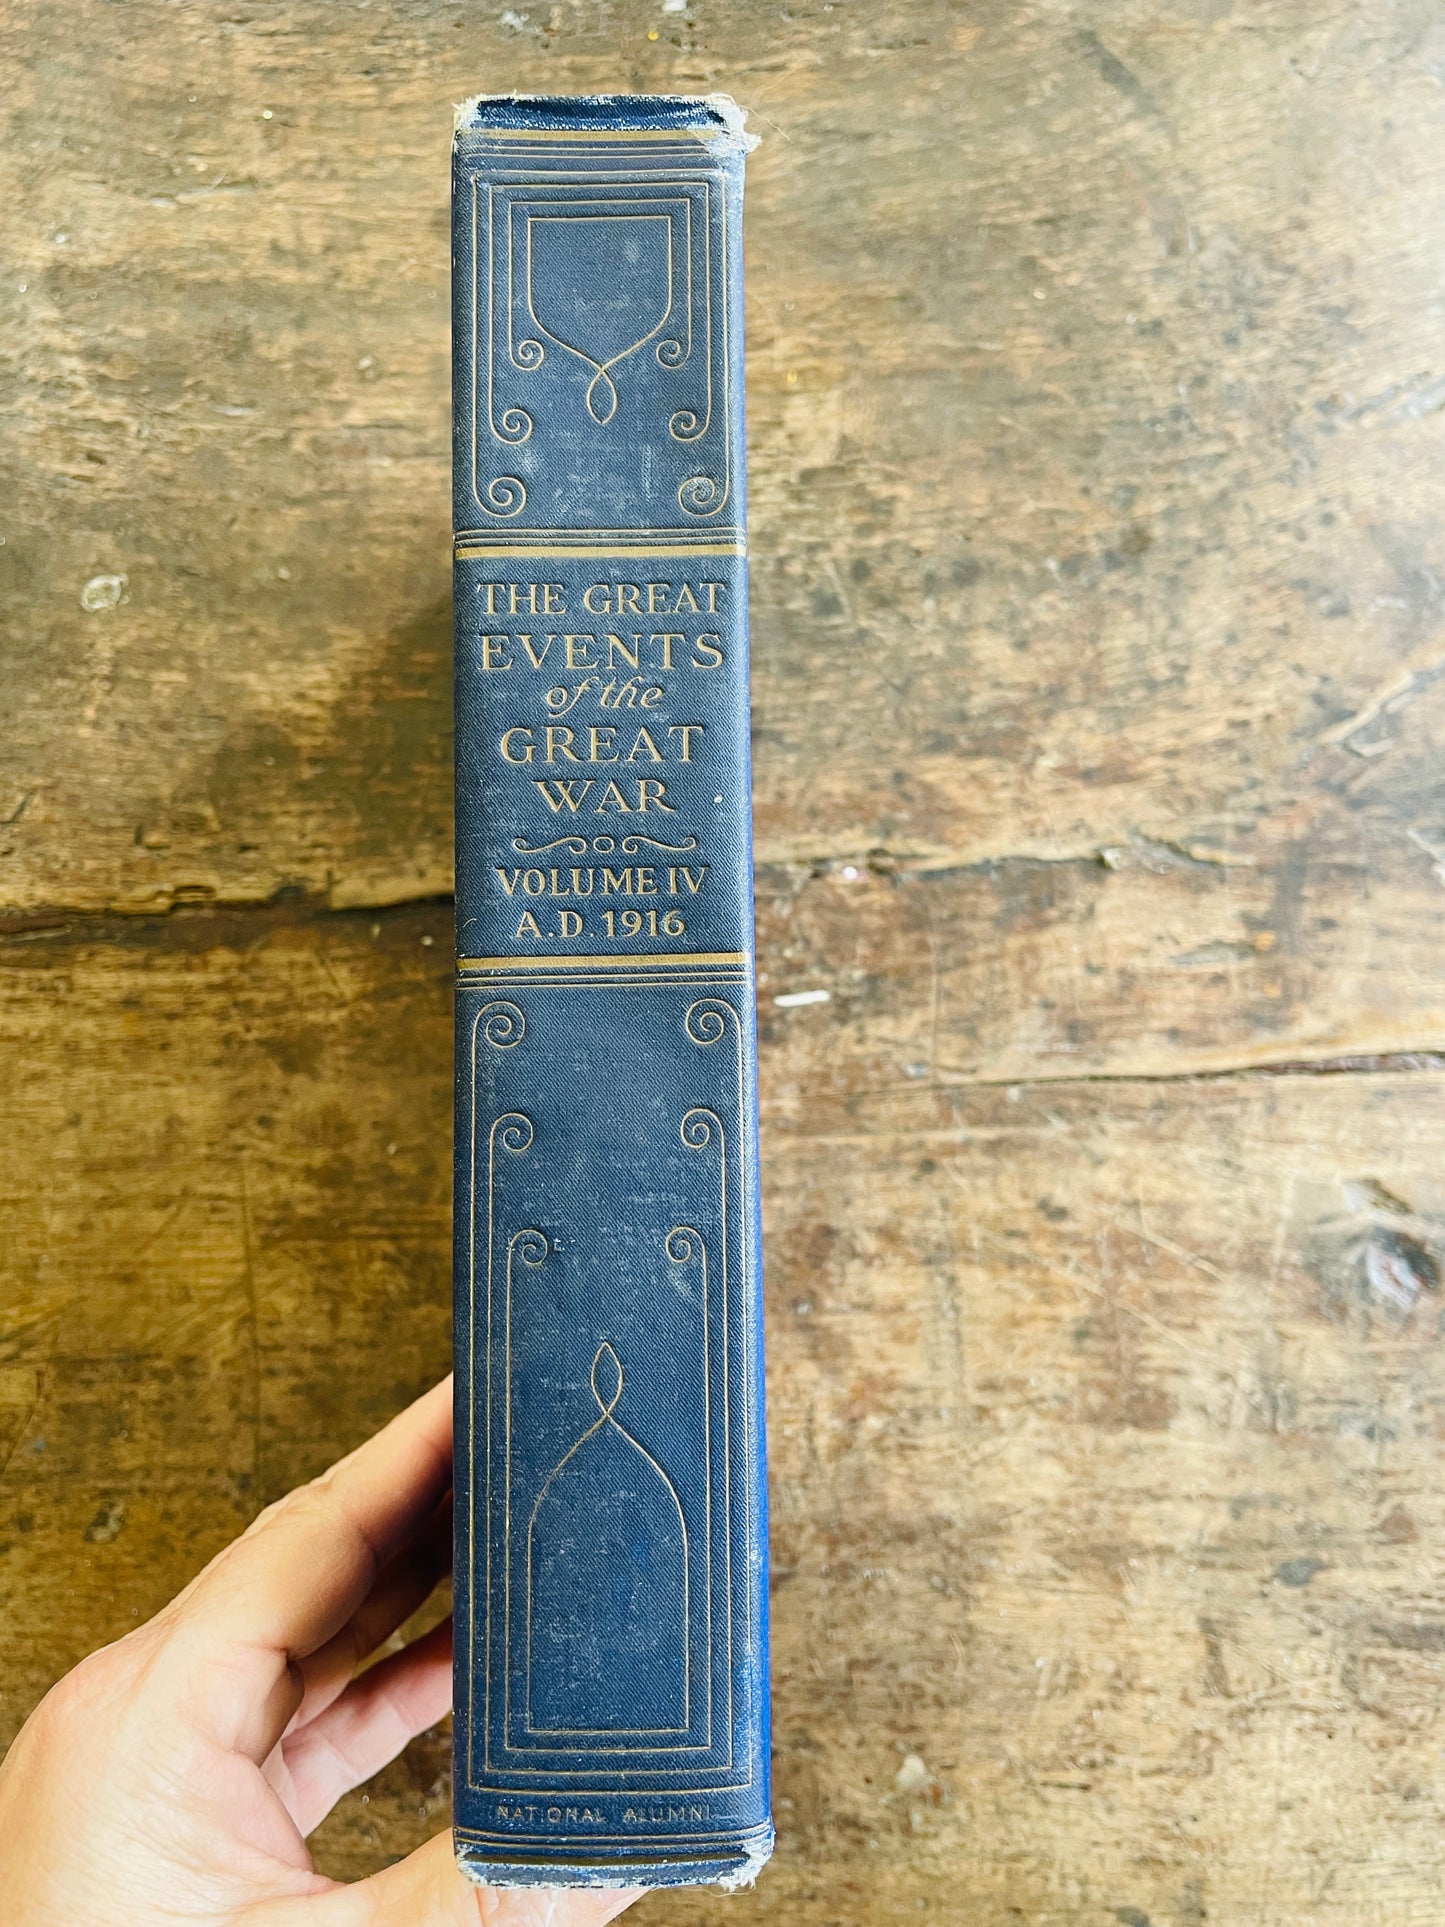 THE GREAT
EVENTS
of the
GREAT
WAR
VOLUME IV
A.D. 1916
NATIONAL ALUMNI